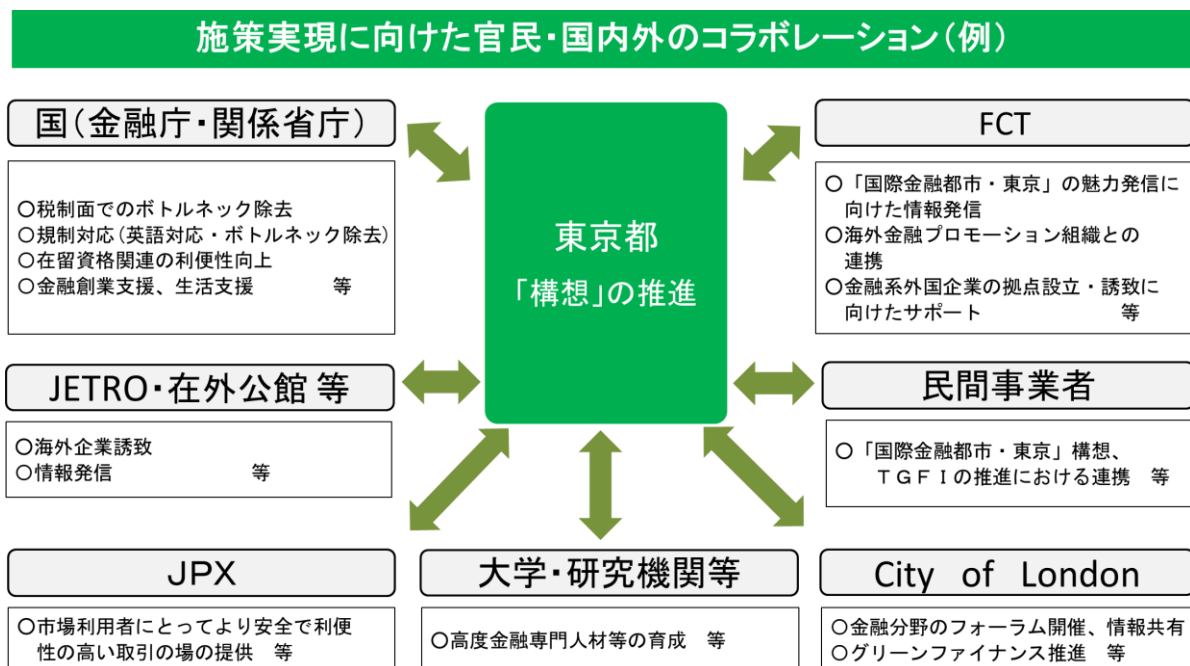 施策実現に向けた官民・国内外のコラボレーション（例）
国（金融庁・関係省庁）
○税制面でのボトルネック除去
○規制対応（英語対応・ボトルネック除去）
○在留資格関連の利便性向上
○金融創業支援、生活支援　　　　等
JETRO・在外公館 等
○海外企業誘致
○情報発信　　　　　　　等
JPX
○市場利用者にとってより安全で利便
性の高い取引の場の提供　等
東京都
「構想」の推進
大学・研究機関等
○高度金融専門人材等の育成　等
FCT
○「国際金融都市・東京」の魅力発信に
向けた情報発信
○海外金融プロモーション組織との
連携
○金融系外国企業の拠点設立・誘致に
向けたサポート　　　　　　　等
民間事業者
○「国際金融都市・東京」構想、
ＴＧＦＩの推進における連携　等
City of London
○金融分野のフォーラム開催、情報共有
○グリーンファイナンス推進　等